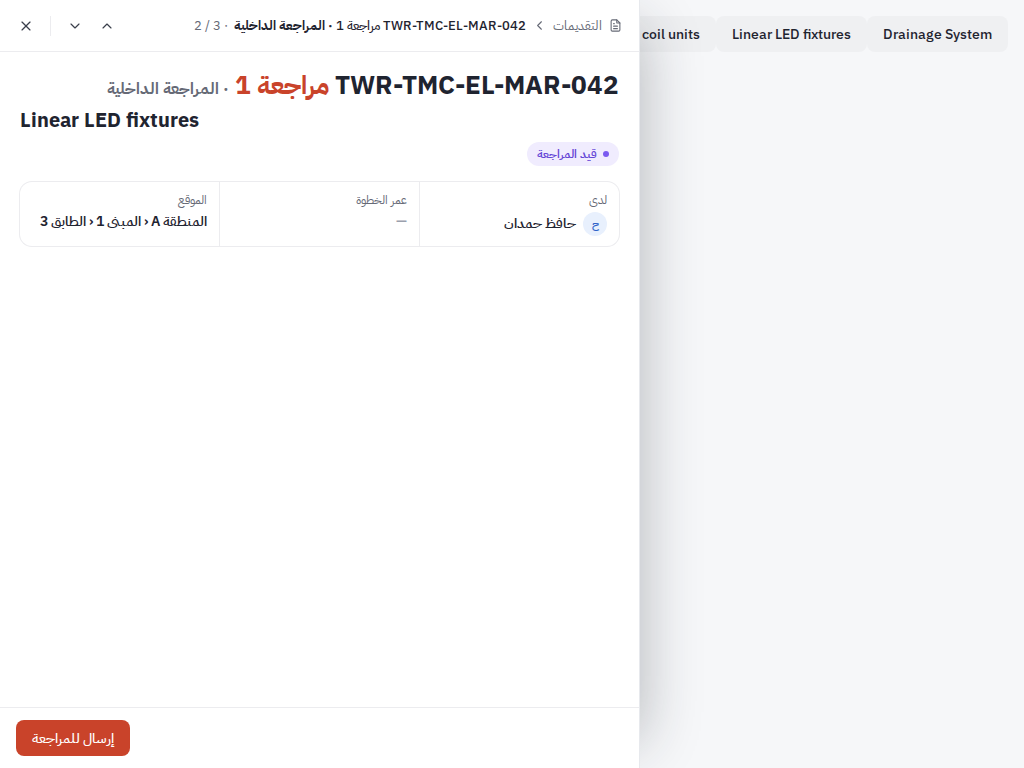 التقديمات
TWR-TMC-EL-MAR-042 مراجعة 1 · المراجعة الداخلية · 2 / 3
TWR-TMC-EL-MAR-042 مراجعة 1 · المراجعة الداخلية
Linear LED fixtures
قيد المراجعة
لدى
ح حافظ حمدان
عمر الخطوة
—
الموقع
المنطقة A › المبنى 1 › الطابق 3
إرسال للمراجعة
Drainage System
Linear LED fixtures
coil units